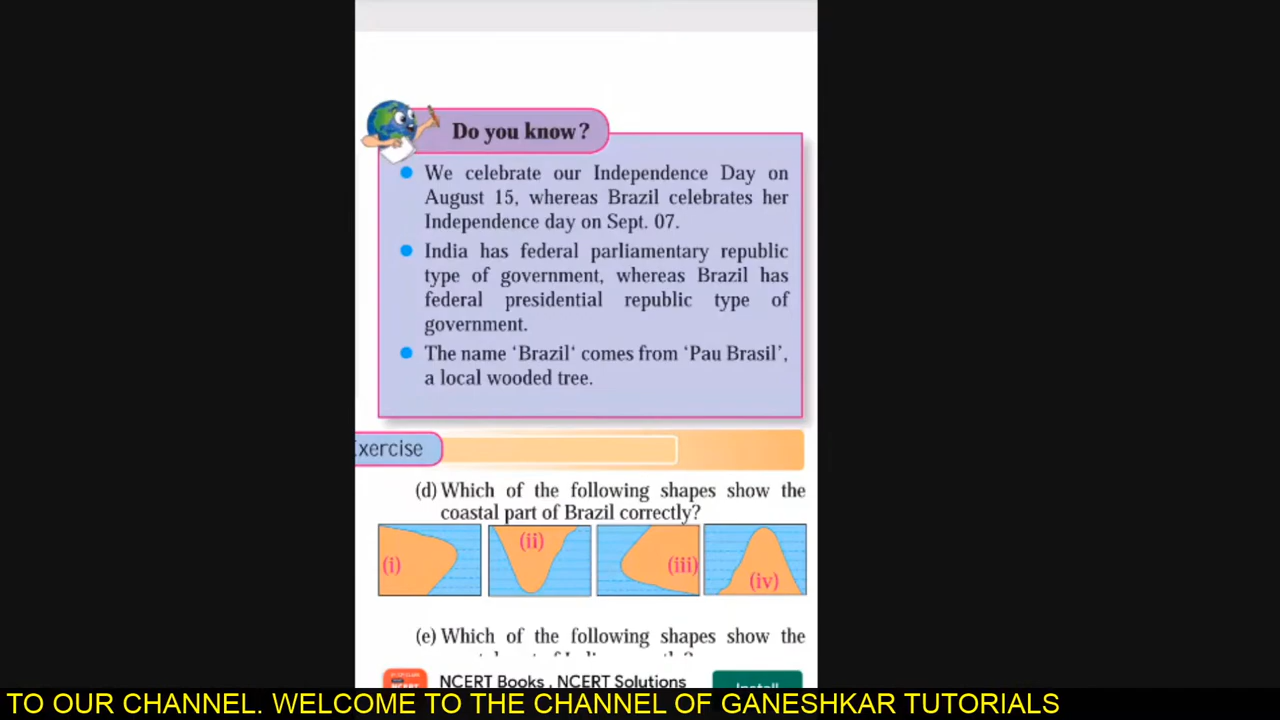 Do you know?
We celebrate our Independence Day on
August 15, whereas Brazil celebrates her
Independence day on Sept. 07.
India has federal parliamentary republic
type of government, whereas Brazil has
federal presidential republic type of
government.
The name ‘Brazil‘ comes from ‘Pau Brasil’,
a local wooded tree.
xercise
(d) Which of the following shapes show the
coastal part of Brazil correctly?
(i)
(ii)
(iii)
(iv)
(e) Which of the following shapes show the
NCERT Books , NCERT Solutions
Install
TO OUR CHANNEL. WELCOME TO THE CHANNEL OF GANESHKAR TUTORIALS